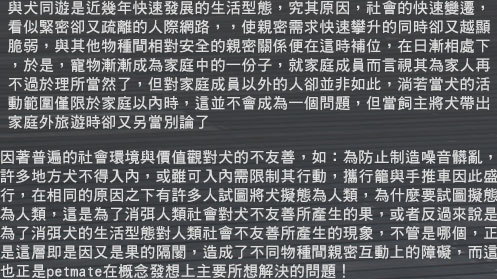 與犬同遊是近幾年快速發展的生活型態，究其原因，社會的快速變遷，
看似緊密卻又疏離的人際網路，，使親密需求快速攀升的同時卻又越顯
脆弱，與其他物種間相對安全的親密關係便在這時補位，在日漸相處下
，於是，寵物漸漸成為家庭中的一份子，就家庭成員而言視其為家人再
不過於理所當然了，但對家庭成員以外的人卻並非如此，淌若當犬的活
動範圍僅限於家庭以內時，這並不會成為一個問題，但當飼主將犬帶出
家庭外旅遊時卻又另當別論了
因著普遍的社會環境與價值觀對犬的不友善，如：為防止制造噪音髒亂，
許多地方犬不得入內，或雖可入內需限制其行動，攜行籠與手推車因此盛
行，在相同的原因之下有許多人試圖將犬擬態為人類，為什麼要試圖擬態
為人類，這是為了消弭人類社會對犬不友善所產生的果，或者反過來說是
為了消弭犬的生活型態對人類社會不友善所產生的現象，不管是哪個，正
是這層即是因又是果的隔閡，造成了不同物種間親密互動上的障礙，而這
也正是petmate在概念發想上主要所想解決的問題！